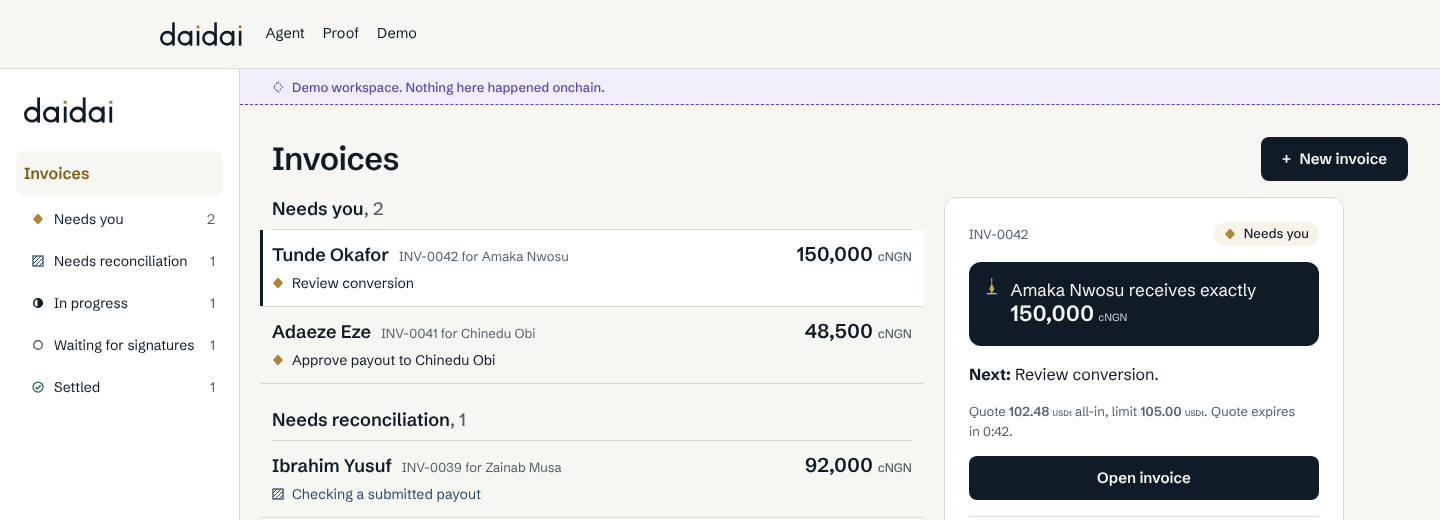 daidai Agent Proof Demo
daidai
Invoices
Needs you 2
Needs reconciliation 1
In progress 1
Waiting for signatures 1
Settled 1
Demo workspace. Nothing here happened onchain.
Invoices
+ New invoice
Needs you, 2
Tunde Okafor INV-0042 for Amaka Nwosu 150,000 cNGN
Review conversion
Adaeze Eze INV-0041 for Chinedu Obi 48,500 cNGN
Approve payout to Chinedu Obi
Needs reconciliation, 1
Ibrahim Yusuf INV-0039 for Zainab Musa 92,000 cNGN
Checking a submitted payout
INV-0042 Needs you
Amaka Nwosu receives exactly
150,000 cNGN
Next: Review conversion.
Quote 102.48 USDt all-in, limit 105.00 USDt. Quote expires
in 0:42.
Open invoice